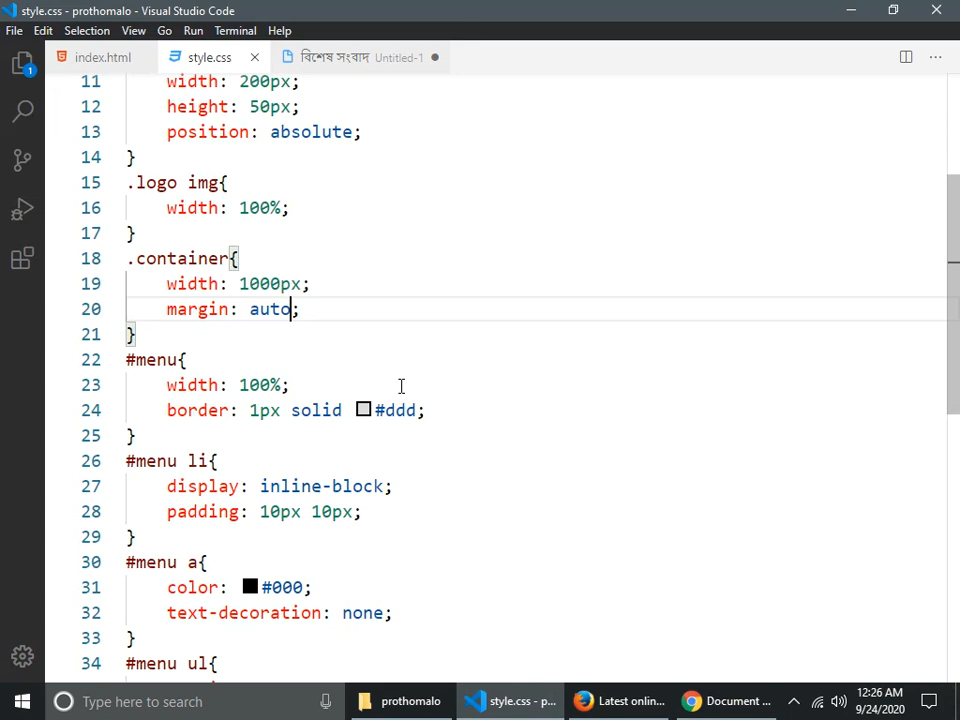 style.css - prothomalo - Visual Studio Code
File Edit Selection View Go Run Terminal Help
index.html style.css বিশেষ সংবাদ Untitled-1
1
11 width: 200px;
12 height: 50px;
13 position: absolute;
14 }
15 .logo img{
16 width: 100%;
17 }
18 .container{
19 width: 1000px;
20 margin: auto;
21 }
22 #menu{
23 width: 100%;
24 border: 1px solid #ddd;
25 }
26 #menu li{
27 display: inline-block;
28 padding: 10px 10px;
29 }
30 #menu a{
31 color: #000;
32 text-decoration: none;
33 }
34 #menu ul{
Type here to search prothomalo style.css - p... Latest onlin... Document ... 12:26 AM
9/24/2020